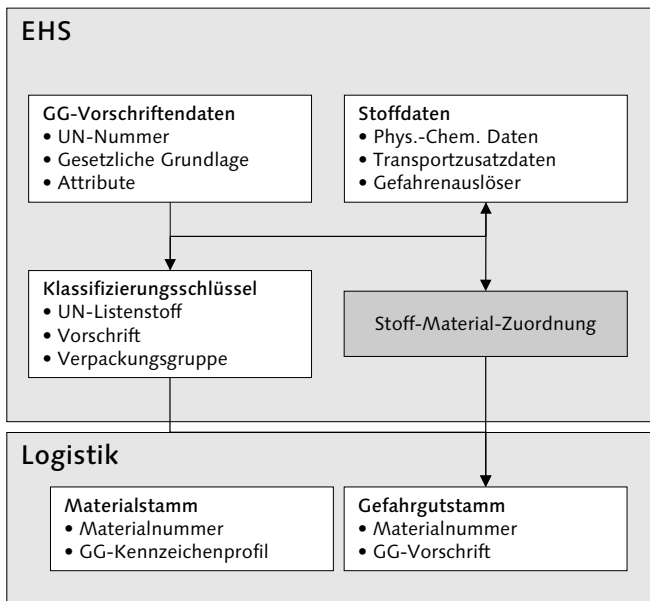 EHS
GG-Vorschriftendaten
• UN-Nummer
• Gesetzliche Grundlage
• Attribute
Stoffdaten
• Phys.-Chem. Daten
• Transportzusatzdaten
• Gefahrenauslöser
Klassifizierungsschlüssel
• UN-Listenstoff
• Vorschrift
• Verpackungsgruppe
Stoff-Material-Zuordnung
Logistik
Materialstamm
• Materialnummer
• GG-Kennzeichenprofil
Gefahrgutstamm
• Materialnummer
• GG-Vorschrift